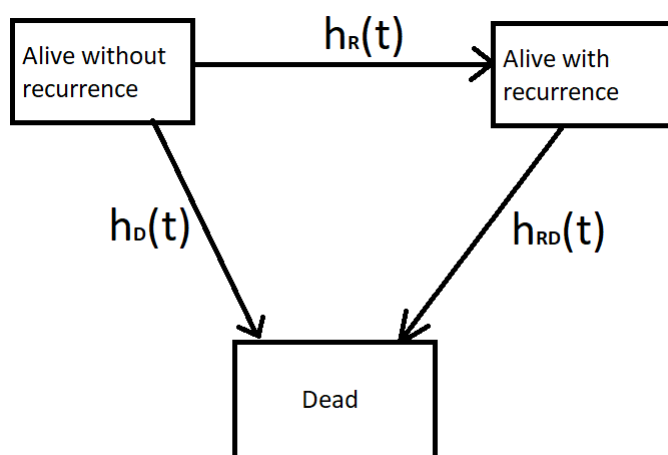 hR(t)
Alive without
recurrence
Alive with
recurrence
hD(t)
hRD(t)
Dead